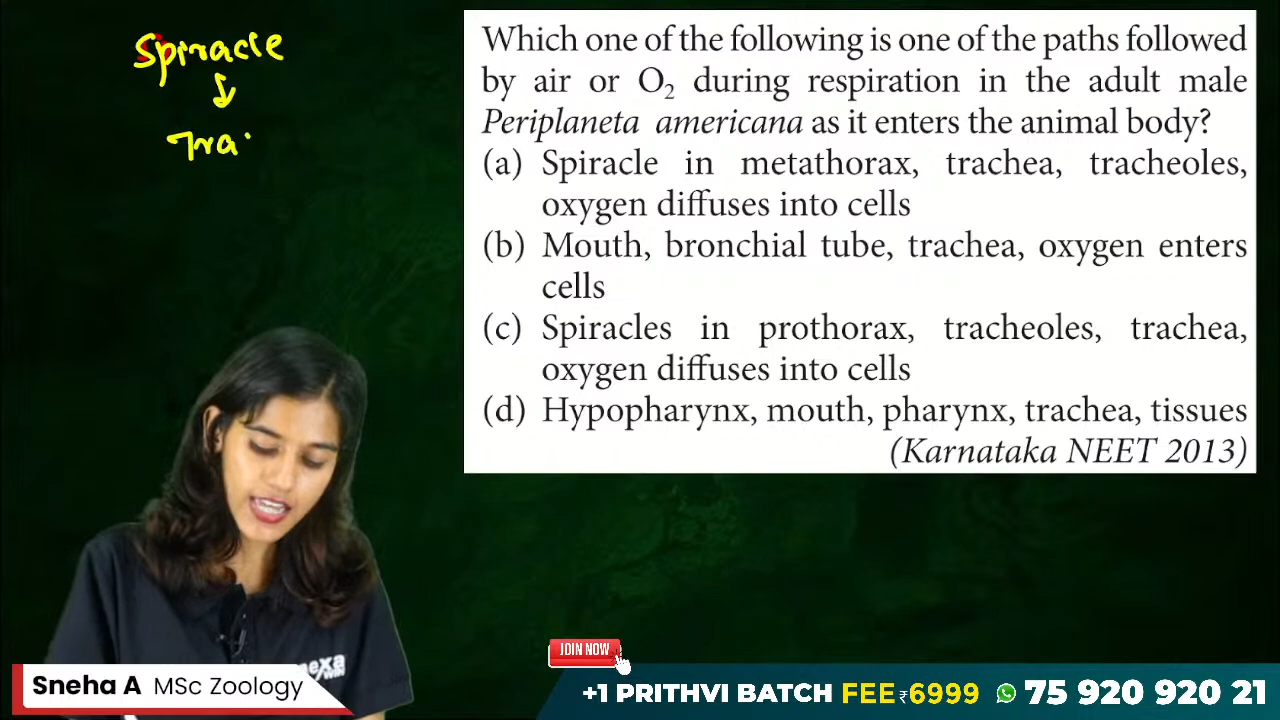 Spiracle
↓
Tra.
Which one of the following is one of the paths followed
by air or O₂ during respiration in the adult male
Periplaneta americana as it enters the animal body?
(a) Spiracle in metathorax, trachea, tracheoles,
oxygen diffuses into cells
(b) Mouth, bronchial tube, trachea, oxygen enters
cells
(c) Spiracles in prothorax, tracheoles, trachea,
oxygen diffuses into cells
(d) Hypopharynx, mouth, pharynx, trachea, tissues
(Karnataka NEET 2013)
JOIN NOW
Sneha A MSc Zoology
+1 PRITHVI BATCH FEE ₹6999 75 920 920 21